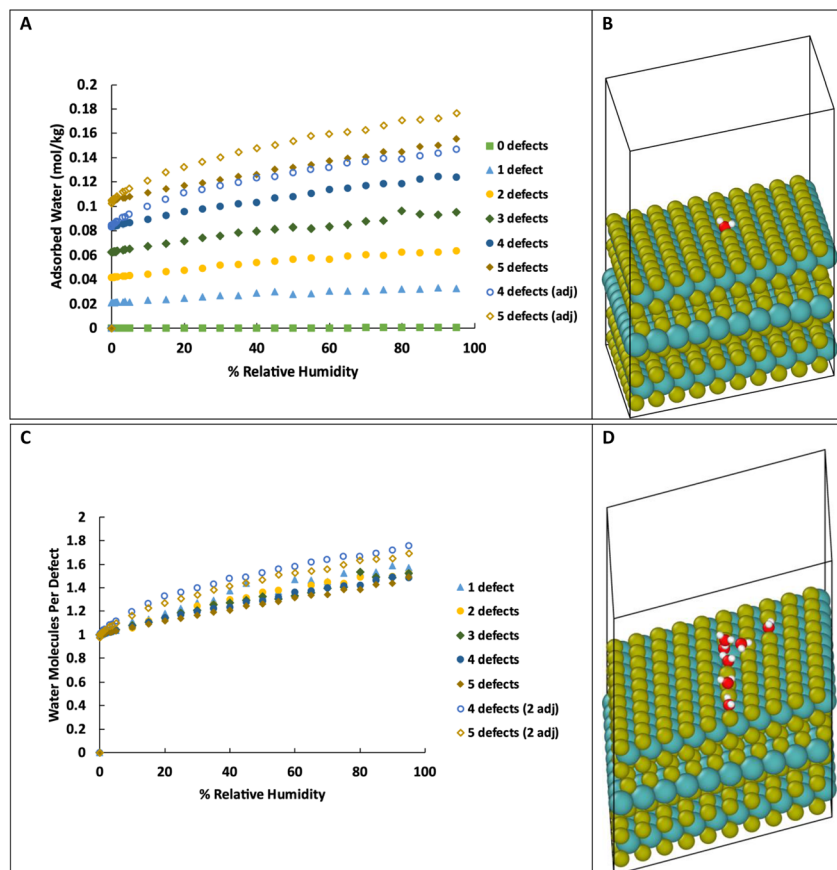 A
Adsorbed Water (mol/kg)
0.2
0.18
0.16
0.14
0.12
0.1
0.08
0.06
0.04
0.02
0
0 20 40 60 80 100
% Relative Humidity
0 defects
1 defect
2 defects
3 defects
4 defects
5 defects
4 defects (adj)
5 defects (adj)
B
C
Water Molecules Per Defect
2
1.8
1.6
1.4
1.2
1
0.8
0.6
0.4
0.2
0
0 20 40 60 80 100
% Relative Humidity
1 defect
2 defects
3 defects
4 defects
5 defects
4 defects (2 adj)
5 defects (2 adj)
D